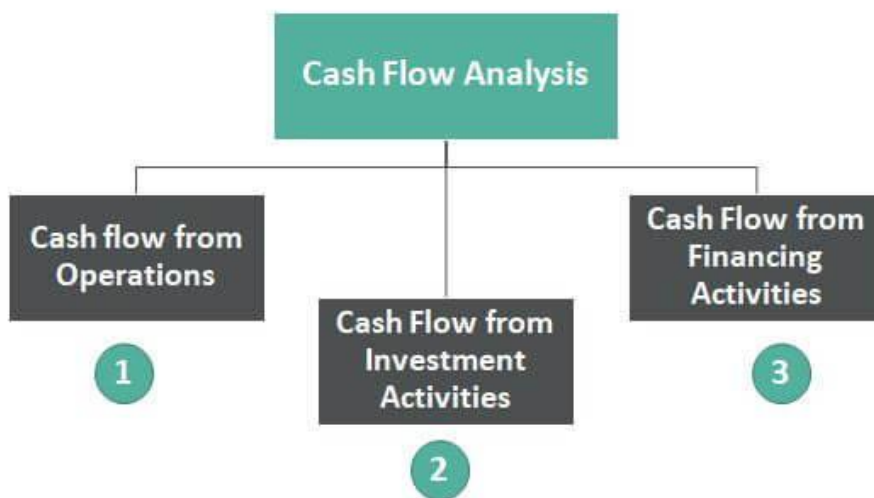 Cash Flow Analysis
Cash flow from
Operations
1
Cash Flow from
Investment
Activities
2
Cash Flow from
Financing
Activities
3